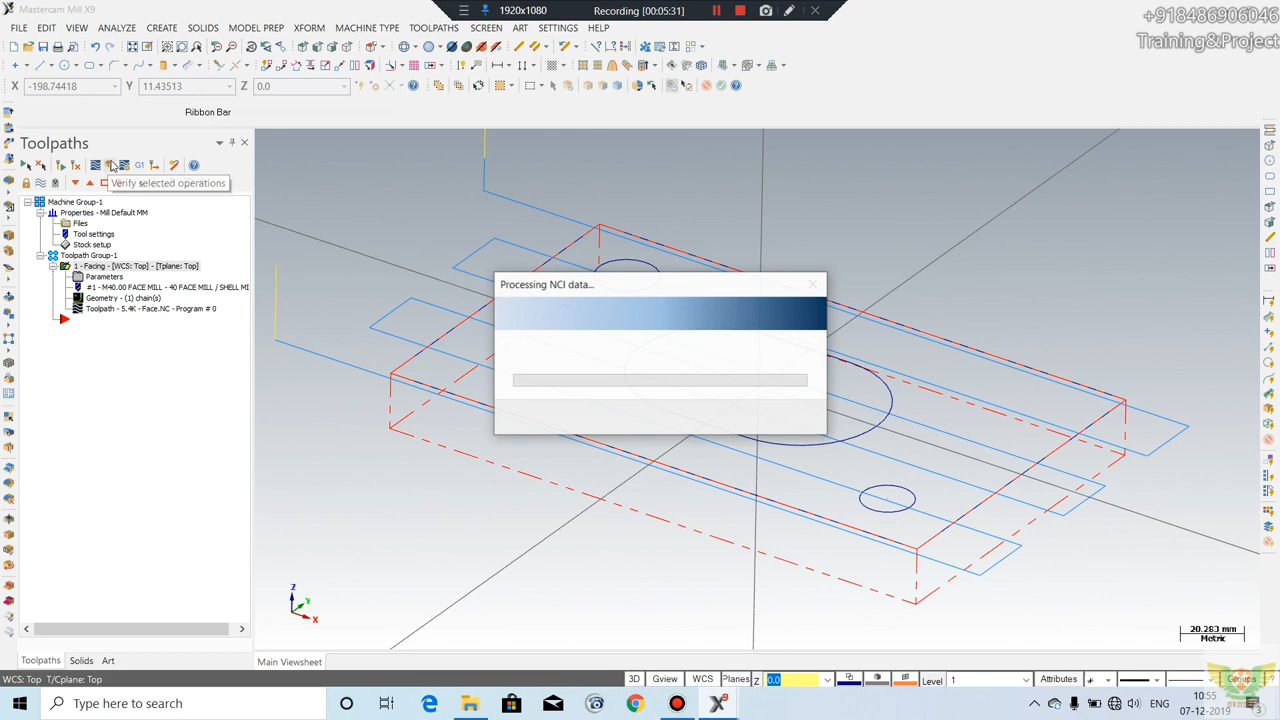 Mastercam Mill X9
1920x1080
Recording [00:05:31]
+918486906046
Training&Project
FILE EDIT VIEW ANALYZE CREATE SOLIDS MODEL PREP XFORM MACHINE TYPE TOOLPATHS SCREEN ART SETTINGS HELP
X -198.74418 Y 11.43513 Z 0.0
Ribbon Bar
Toolpaths
G1
Verify selected operations
Machine Group-1
Properties - Mill Default MM
Files
Tool settings
Stock setup
Toolpath Group-1
1 - Facing - [WCS: Top] - [Tplane: Top]
Parameters
#1 - M40.00 FACE MILL - 40 FACE MILL / SHELL MI
Geometry - (1) chain(s)
Toolpath - 5.4K - Face.NC - Program # 0
Processing NCI data...
Z
Y
X
20.283 mm
Metric
Toolpaths Solids Art
Main Viewsheet
WCS: Top T/Cplane: Top
3D Gview WCS Planes Z 0.0 Level 1 Attributes Groups ?
Type here to search
ENG
10:55
07-12-2019
3